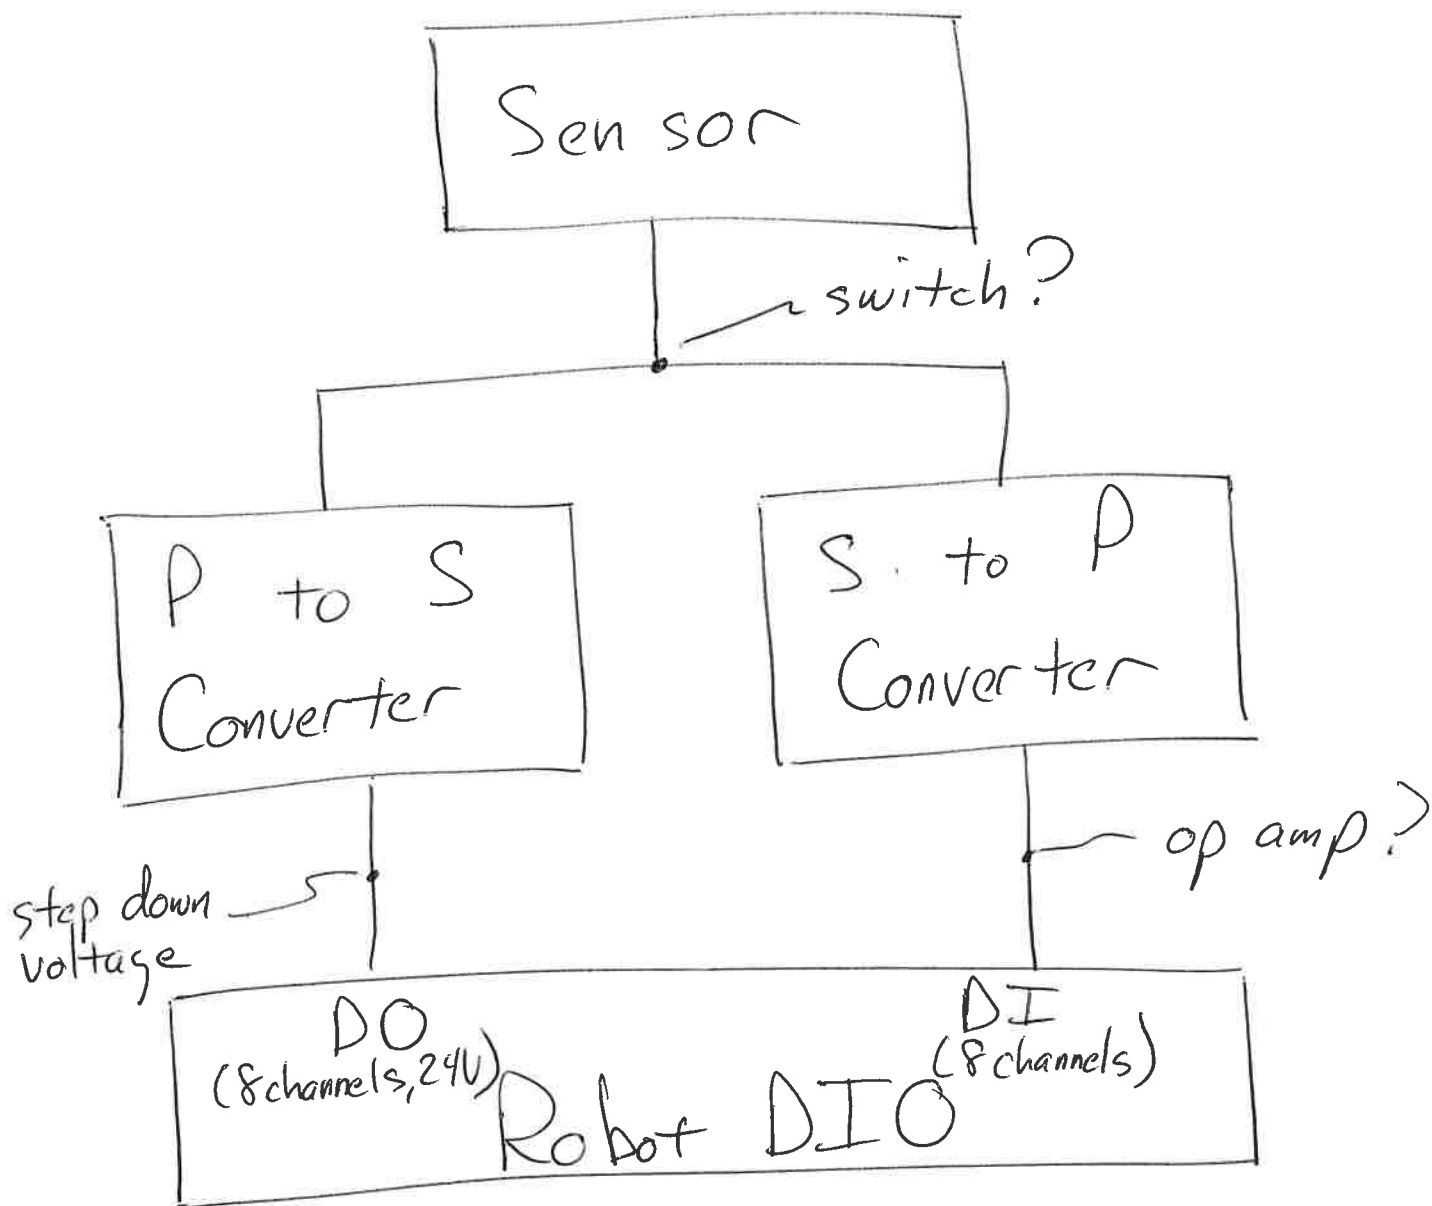 Sensor
switch?
P to S
Converter
S to P
Converter
op amp?
step down
voltage
DO
(8 channels, 24V)
DI
(8 channels)
Robot DIO